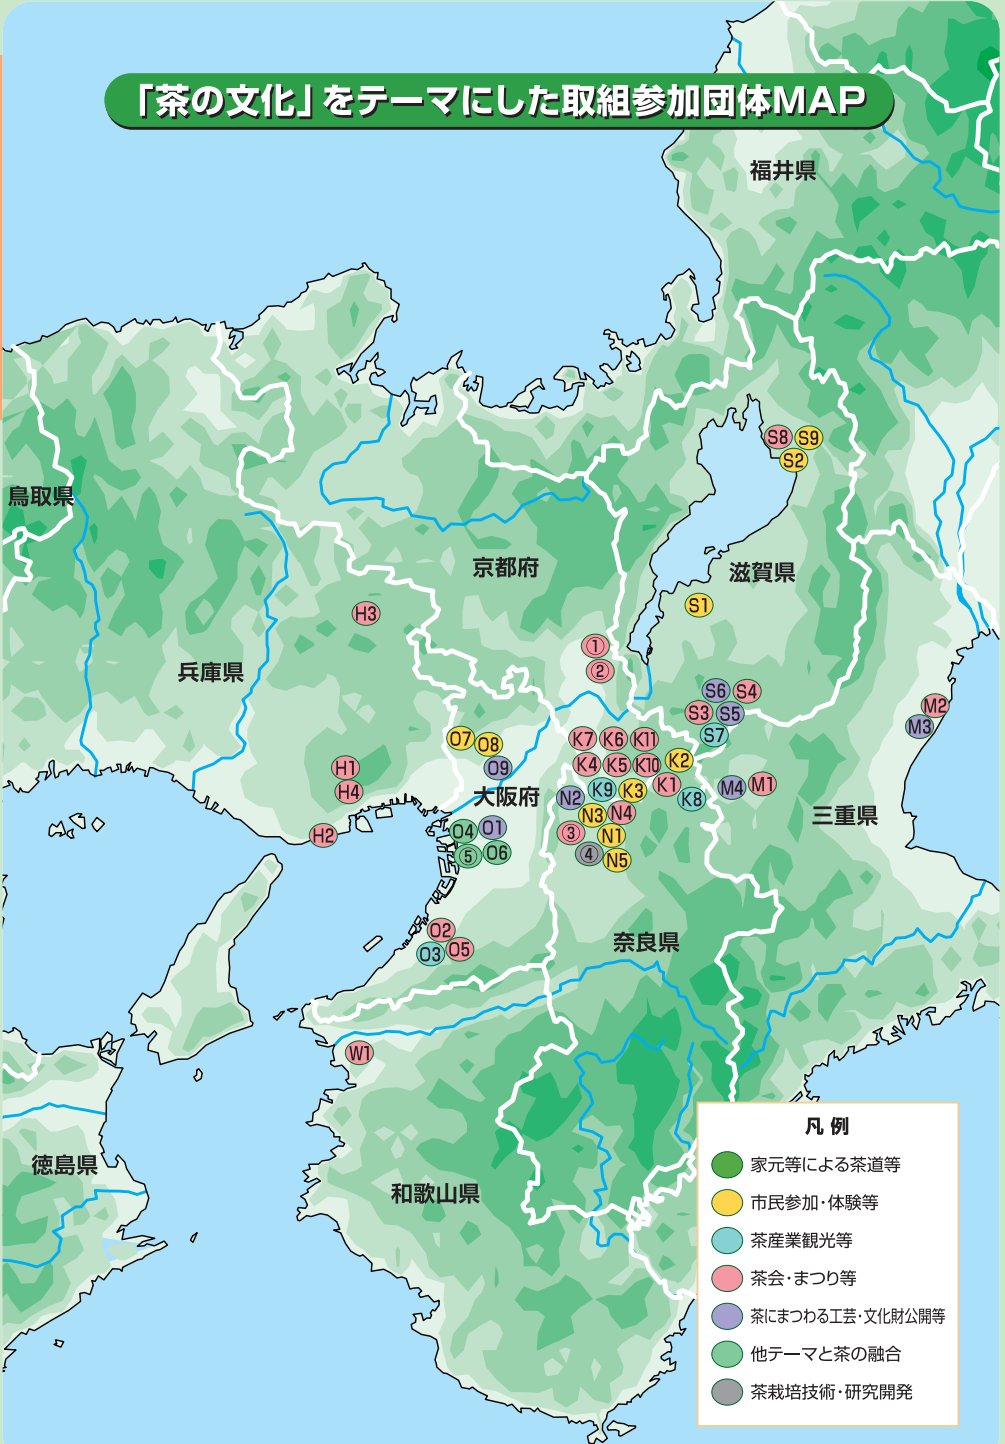 「茶の文化」をテーマにした取組参加団体MAP
福井県
S8 S9
S2
鳥取県
京都府
滋賀県
S1
H3
①
②
兵庫県
S6 S4
S3 S5
S7
M2
M3
O7 O8
O9
K7 K6 K11
K4 K5 K10 K2
K1
H1
H4
大阪府
N2 K9 K3 K8
M4 M1
三重県
N3 N4
H2
O4 O1
⑤ O6
③ N1
④ N5
O2
O3 O5
奈良県
W1
徳島県
和歌山県
凡例
家元等による茶道等
市民参加・体験等
茶産業観光等
茶会・まつり等
茶にまつわる工芸・文化財公開等
他テーマと茶の融合
茶栽培技術・研究開発